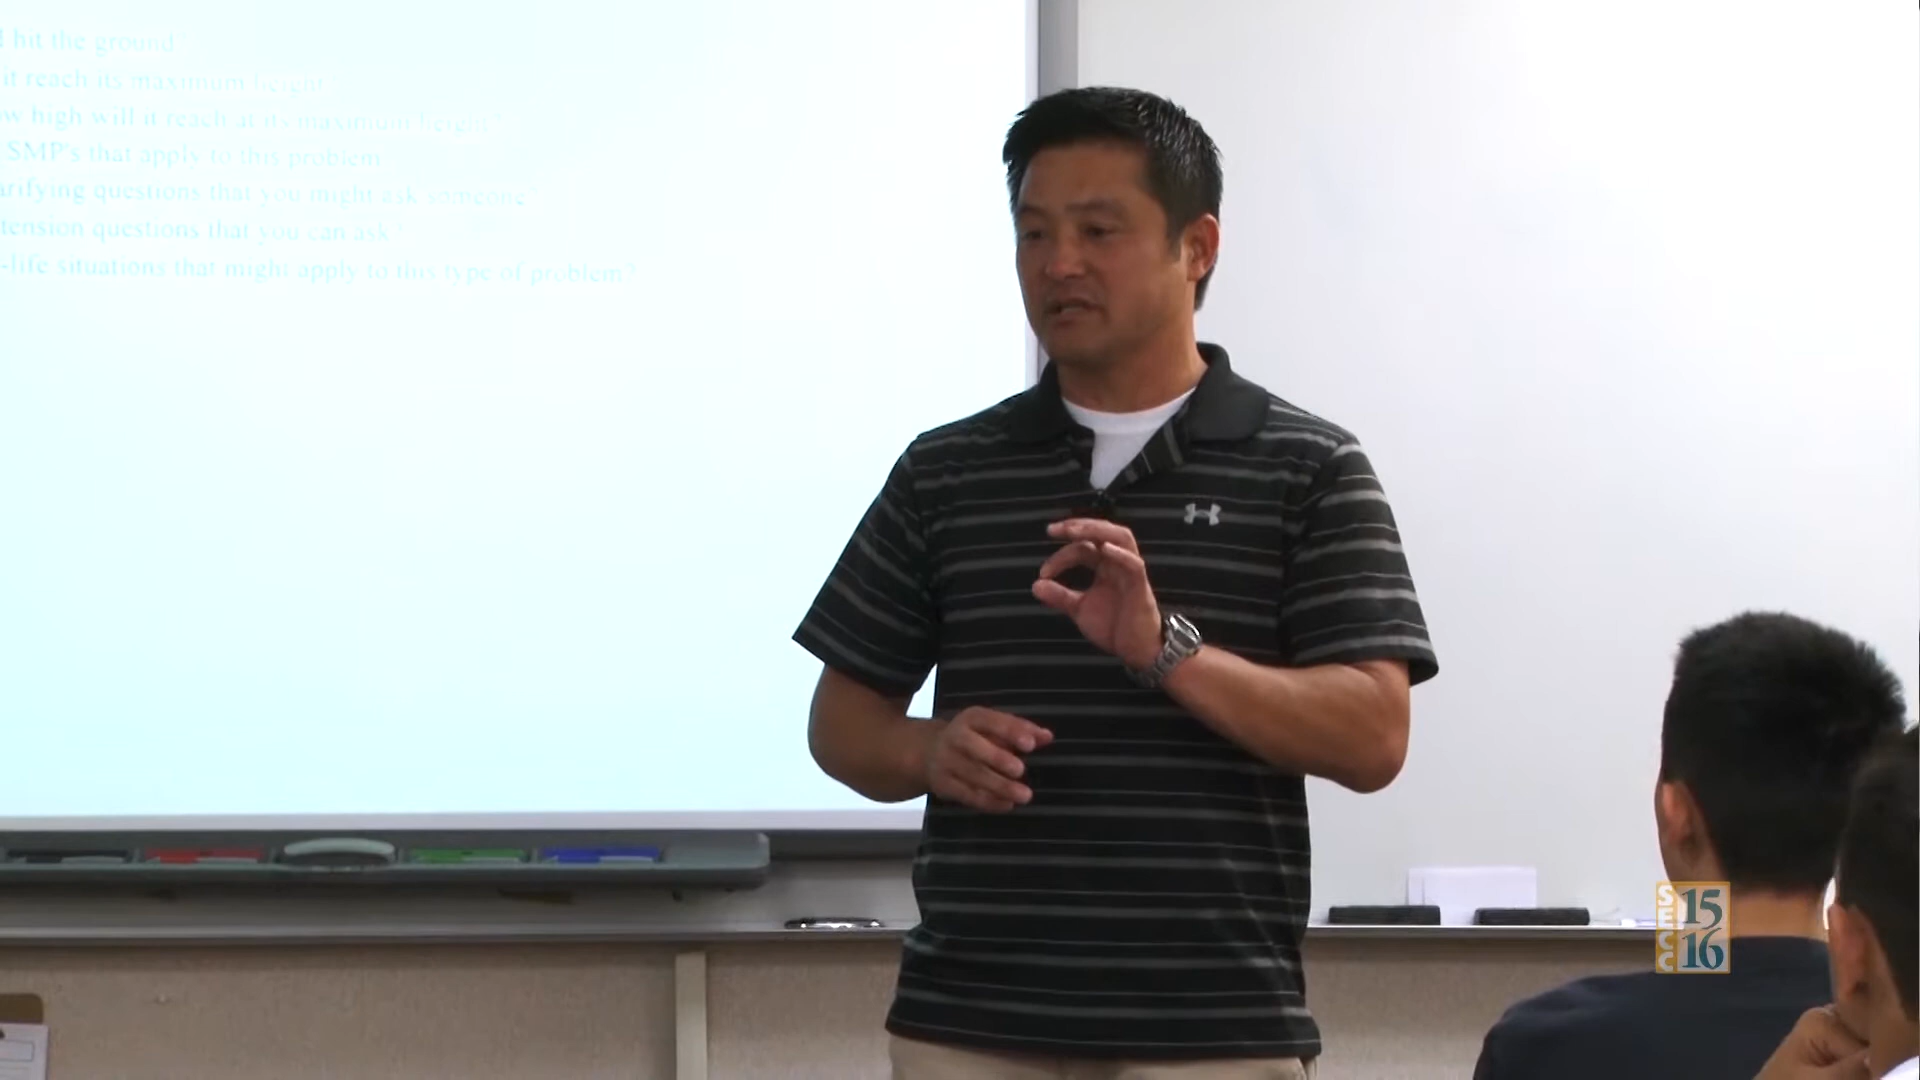 hit the ground?
it reach its maximum height
ow high will it reach at its maximum height?
SMP's that apply to this problem
arifying questions that you might ask someone?
tension questions that you can ask?
-life situations that might apply to this type of problem?
SECC 15 16